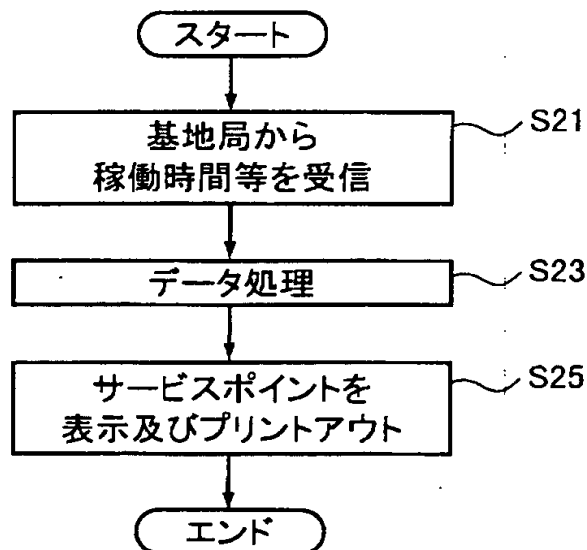 スタート
基地局から
稼働時間等を受信
S21
データ処理
S23
サービスポイントを
表示及びプリントアウト
S25
エンド